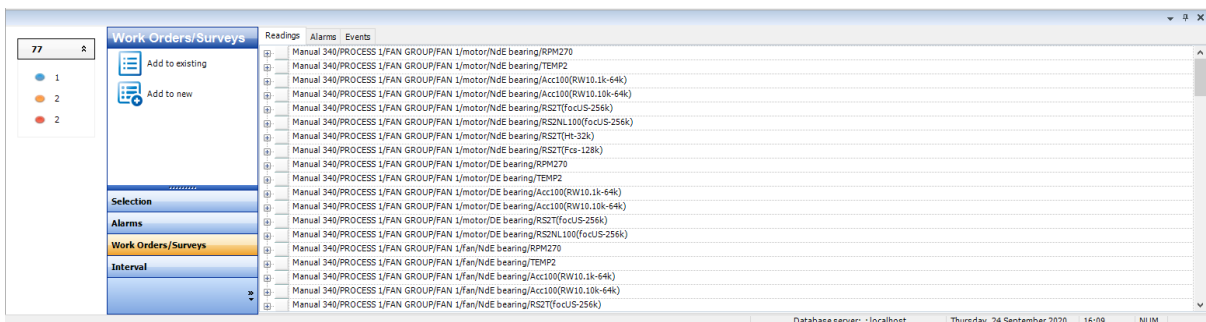 77
1
2
2
Work Orders/Surveys
Add to existing
Add to new
Selection
Alarms
Work Orders/Surveys
Interval
Readings Alarms Events
Manual 340/PROCESS 1/FAN GROUP/FAN 1/motor/NdE bearing/RPM270
Manual 340/PROCESS 1/FAN GROUP/FAN 1/motor/NdE bearing/TEMP2
Manual 340/PROCESS 1/FAN GROUP/FAN 1/motor/NdE bearing/Acc100(RW10.1k-64k)
Manual 340/PROCESS 1/FAN GROUP/FAN 1/motor/NdE bearing/Acc100(RW10.10k-64k)
Manual 340/PROCESS 1/FAN GROUP/FAN 1/motor/NdE bearing/RS2T(focUS-256k)
Manual 340/PROCESS 1/FAN GROUP/FAN 1/motor/NdE bearing/RS2NL100(focUS-256k)
Manual 340/PROCESS 1/FAN GROUP/FAN 1/motor/NdE bearing/RS2T(Ht-32k)
Manual 340/PROCESS 1/FAN GROUP/FAN 1/motor/NdE bearing/RS2T(Fcs-128k)
Manual 340/PROCESS 1/FAN GROUP/FAN 1/motor/DE bearing/RPM270
Manual 340/PROCESS 1/FAN GROUP/FAN 1/motor/DE bearing/TEMP2
Manual 340/PROCESS 1/FAN GROUP/FAN 1/motor/DE bearing/Acc100(RW10.1k-64k)
Manual 340/PROCESS 1/FAN GROUP/FAN 1/motor/DE bearing/Acc100(RW10.10k-64k)
Manual 340/PROCESS 1/FAN GROUP/FAN 1/motor/DE bearing/RS2T(focUS-256k)
Manual 340/PROCESS 1/FAN GROUP/FAN 1/motor/DE bearing/RS2NL100(focUS-256k)
Manual 340/PROCESS 1/FAN GROUP/FAN 1/fan/NdE bearing/RPM270
Manual 340/PROCESS 1/FAN GROUP/FAN 1/fan/NdE bearing/TEMP2
Manual 340/PROCESS 1/FAN GROUP/FAN 1/fan/NdE bearing/Acc100(RW10.1k-64k)
Manual 340/PROCESS 1/FAN GROUP/FAN 1/fan/NdE bearing/Acc100(RW10.10k-64k)
Manual 340/PROCESS 1/FAN GROUP/FAN 1/fan/NdE bearing/RS2T(focUS-256k)
Database server: : localhost Thursday, 24 September 2020 16:09 NUM